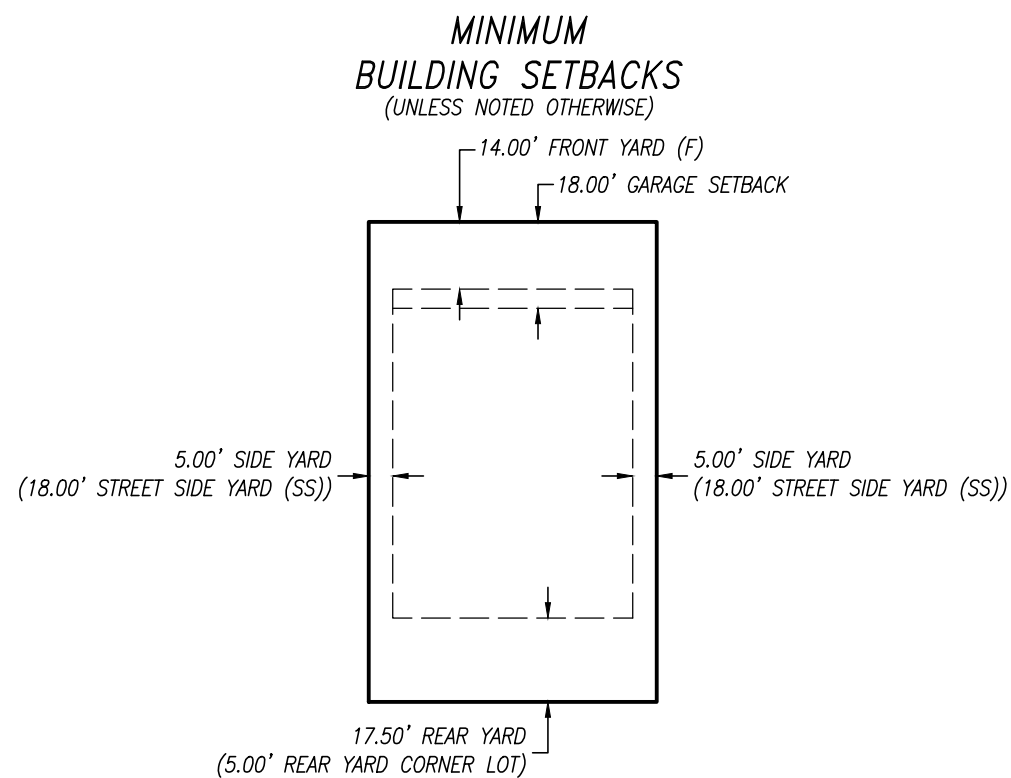 MINIMUM
BUILDING SETBACKS
(UNLESS NOTED OTHERWISE)
14.00' FRONT YARD (F)
18.00' GARAGE SETBACK
5.00' SIDE YARD
(18.00' STREET SIDE YARD (SS))
5.00' SIDE YARD
(18.00' STREET SIDE YARD (SS))
17.50' REAR YARD
(5.00' REAR YARD CORNER LOT)